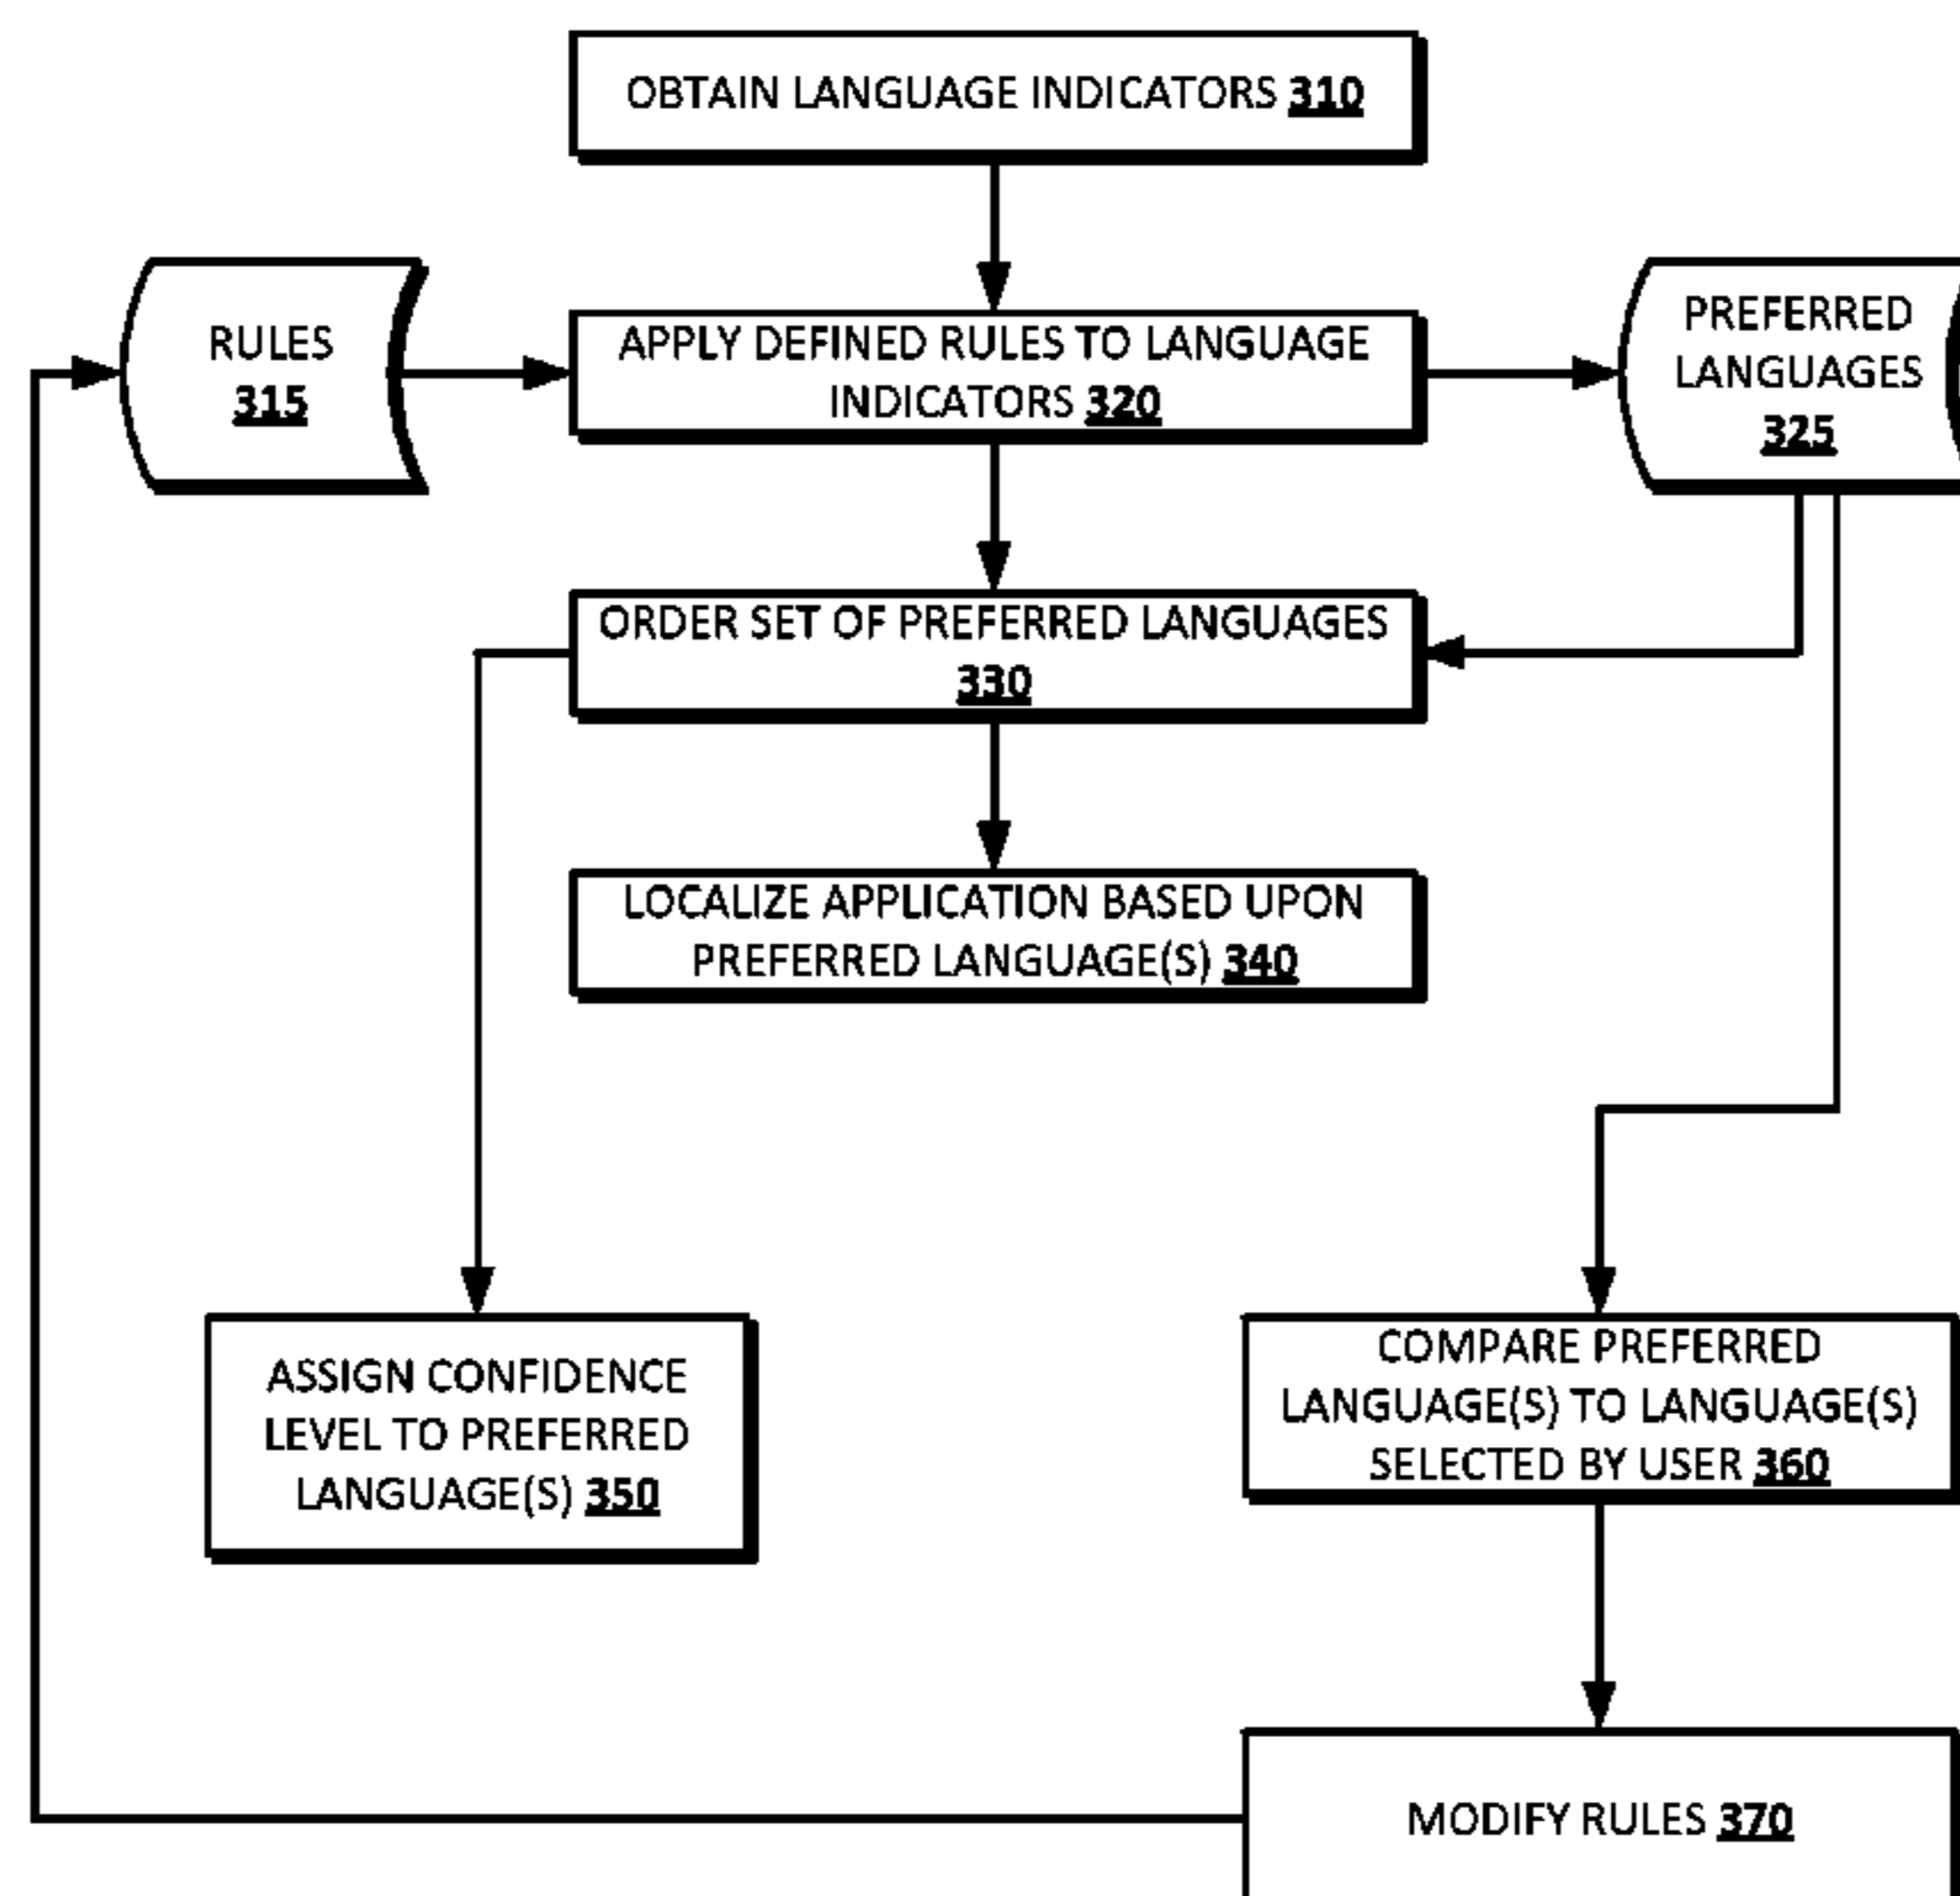 OBTAIN LANGUAGE INDICATORS 310
RULES
315
APPLY DEFINED RULES TO LANGUAGE
INDICATORS 320
PREFERRED
LANGUAGES
325
ORDER SET OF PREFERRED LANGUAGES
330
LOCALIZE APPLICATION BASED UPON
PREFERRED LANGUAGE(S) 340
ASSIGN CONFIDENCE
LEVEL TO PREFERRED
LANGUAGE(S) 350
COMPARE PREFERRED
LANGUAGE(S) TO LANGUAGE(S)
SELECTED BY USER 360
MODIFY RULES 370